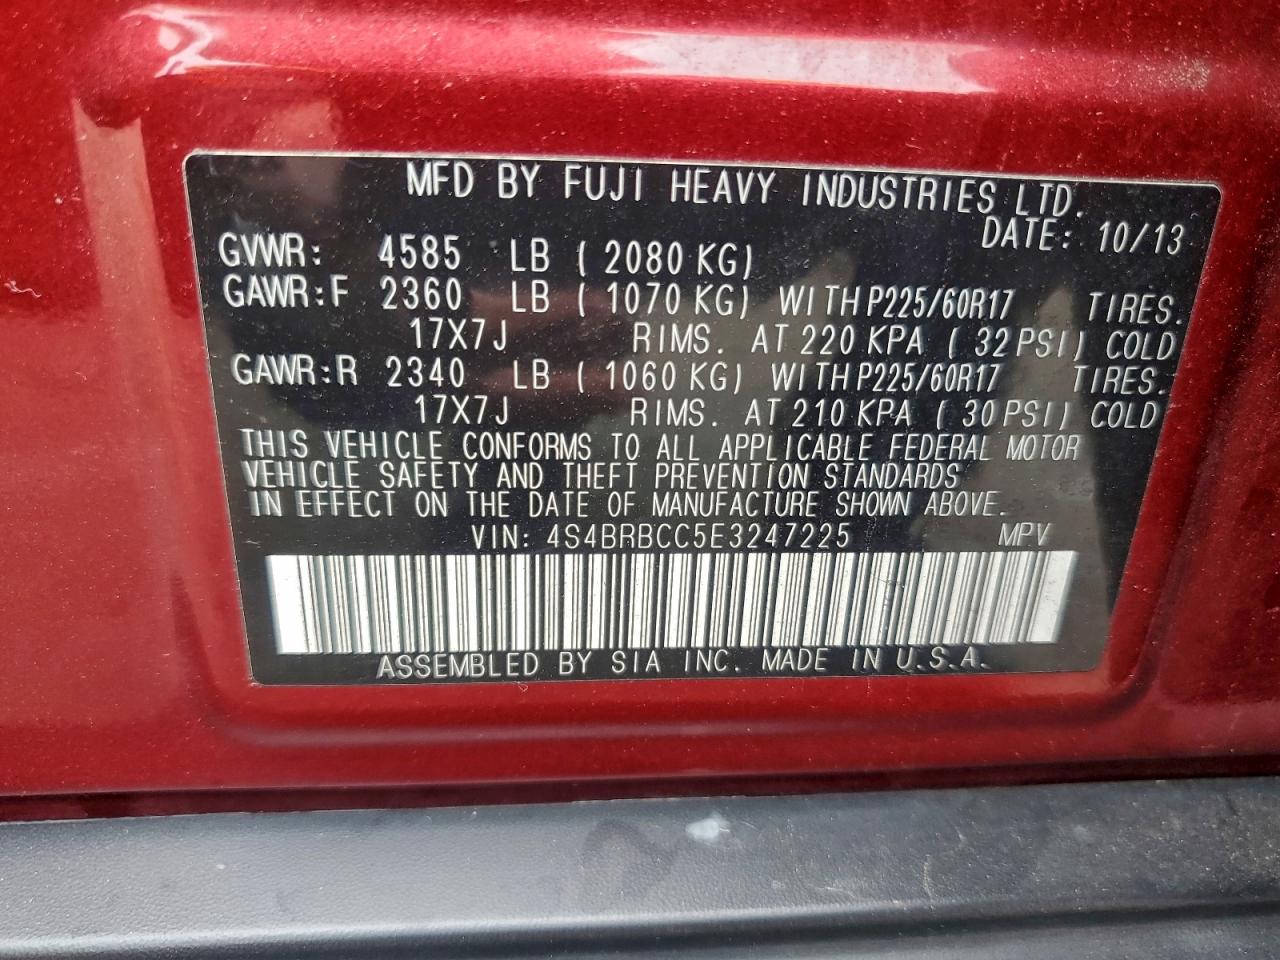 MFD BY FUJI HEAVY INDUSTRIES LTD.
DATE: 10/13
GVWR: 4585 LB ( 2080 KG)
GAWR:F 2360 LB ( 1070 KG) WITH P225/60R17 TIRES.
17X7J RIMS. AT 220 KPA ( 32 PSI) COLD
GAWR:R 2340 LB ( 1060 KG) WITH P225/60R17 TIRES.
17X7J RIMS. AT 210 KPA ( 30 PSI) COLD
THIS VEHICLE CONFORMS TO ALL APPLICABLE FEDERAL MOTOR
VEHICLE SAFETY AND THEFT PREVENTION STANDARDS
IN EFFECT ON THE DATE OF MANUFACTURE SHOWN ABOVE.
VIN: 4S4BRBCC5E3247225 MPV
ASSEMBLED BY SIA INC. MADE IN U.S.A.